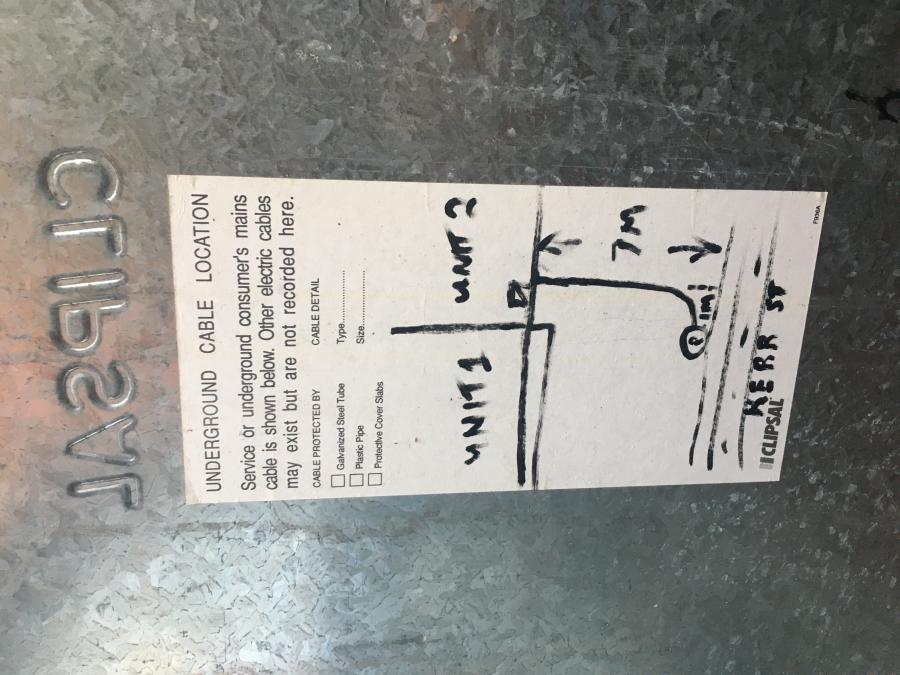 CLIPSAL
UNDERGROUND CABLE LOCATION
Service or underground consumer's mains
cable is shown below. Other electric cables
may exist but are not recorded here.
CABLE PROTECTED BY
CABLE DETAIL
Galvanized Steel Tube
Type....................
Plastic Pipe
Size....................
Protective Cover Slabs
UNIT 1
UNIT 2
7M
P
1M
KERR ST
CLIPSAL
F936A